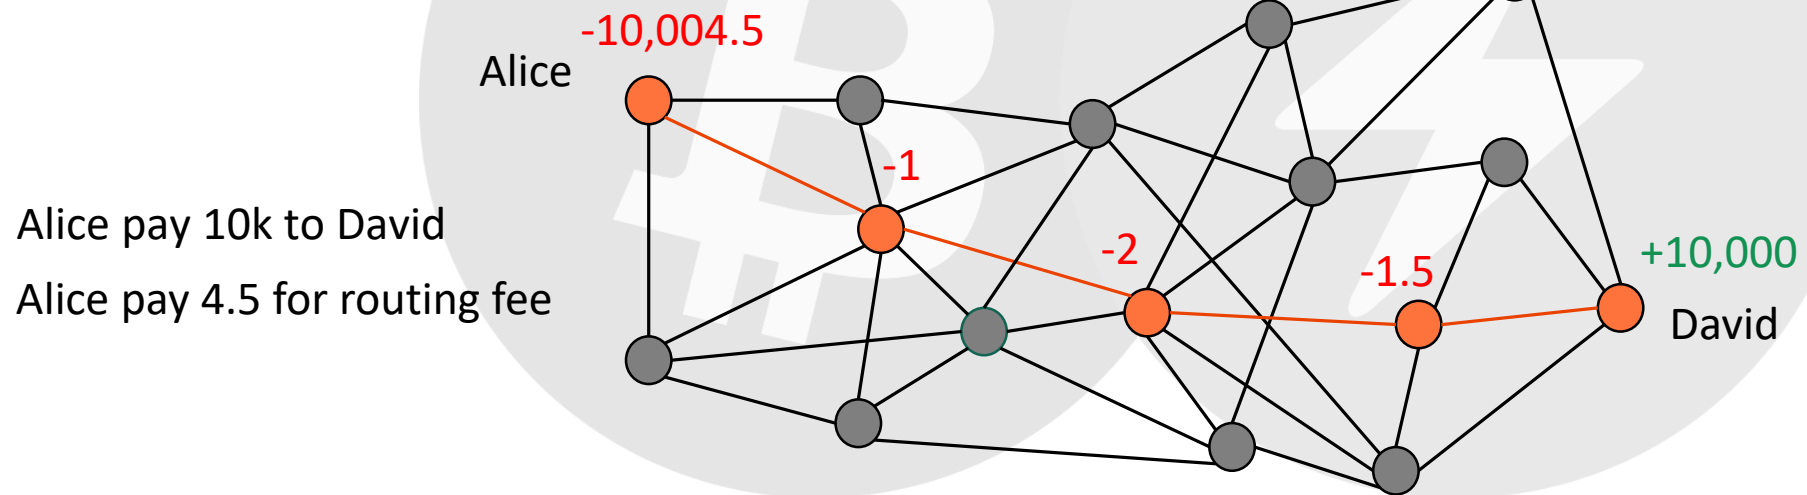 -10,004.5
Alice
-1
Alice pay 10k to David
-2
+10,000
-1.5
Alice pay 4.5 for routing fee
David